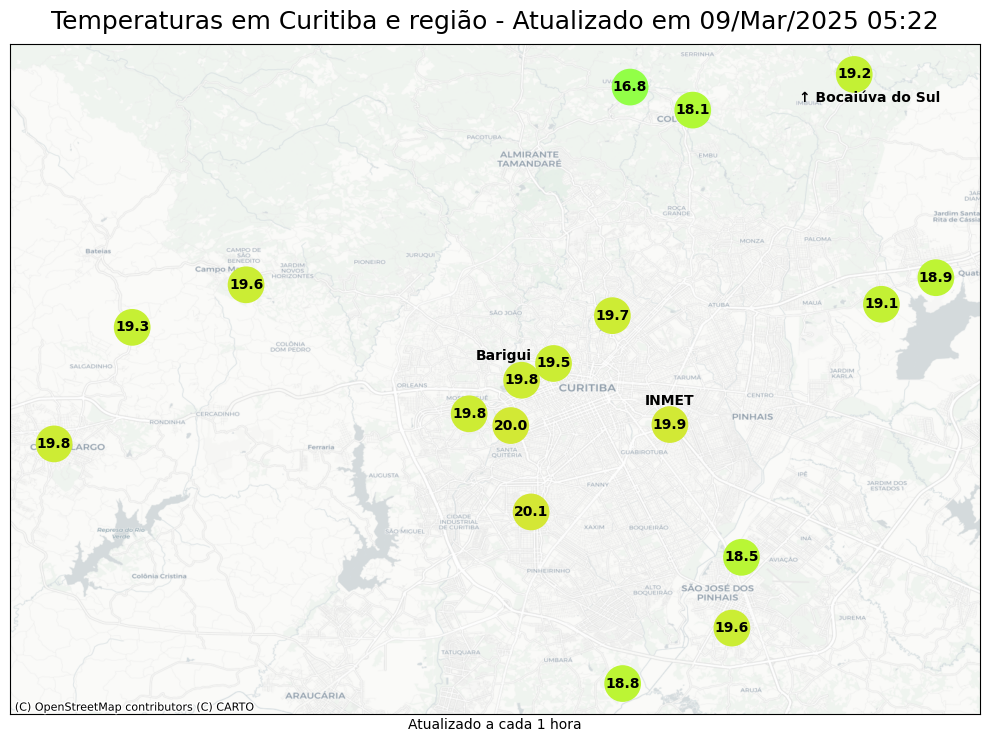 Temperaturas em Curitiba e região - Atualizado em 09/Mar/2025 05:22
SERRINHA
19.2
16.8
↑ Bocaiúva do Sul
18.1
PACOTUBA
ALMIRANTE
TAMANDARÉ
EMBU
ROÇA
GRANDE
Jardim Santa
Rita de Cássia
Bateias
CAMPO DE
SÃO
BENEDITO
JURUQUI
MONZA
PALOMA
PIONEIRO
JARDIM
NOVOS
HORIZONTES
Campo M
Quat
18.9
19.6
19.1
ATUBA
MAUÁ
SÃO JOÃO
19.7
19.3
COLÔNIA
DOM PEDRO
Barigui
19.5
SALGADINHO
JARDIM
KARLA
TARUMÃ
19.8
ORLEANS
CURITIBA
CENTRO
INMET
CERCADINHO
19.8
PINHAIS
RONDINHA
20.0
19.9
19.8
LARGO
Ferraria
SANTA
QUITÉRIA
GUABIROTUBA
AUGUSTA
IPÊ
FANNY
JARDIM DOS
ESTADOS I
20.1
CIDADE
INDUSTRIAL
DE CURITIBA
XAXIM
BOQUEIRÃO
SÃO MIGUEL
Represa do Rio
Verde
INÁ
18.5
AVIAÇÃO
PINHEIRINHO
Colônia Cristina
ALTO
BOQUEIRÃO
SÃO JOSÉ DOS
PINHAIS
JUREMA
19.6
TATUQUARA
UMBARÁ
18.8
ARUJÁ
ARAUCÁRIA
(C) OpenStreetMap contributors (C) CARTO
Atualizado a cada 1 hora